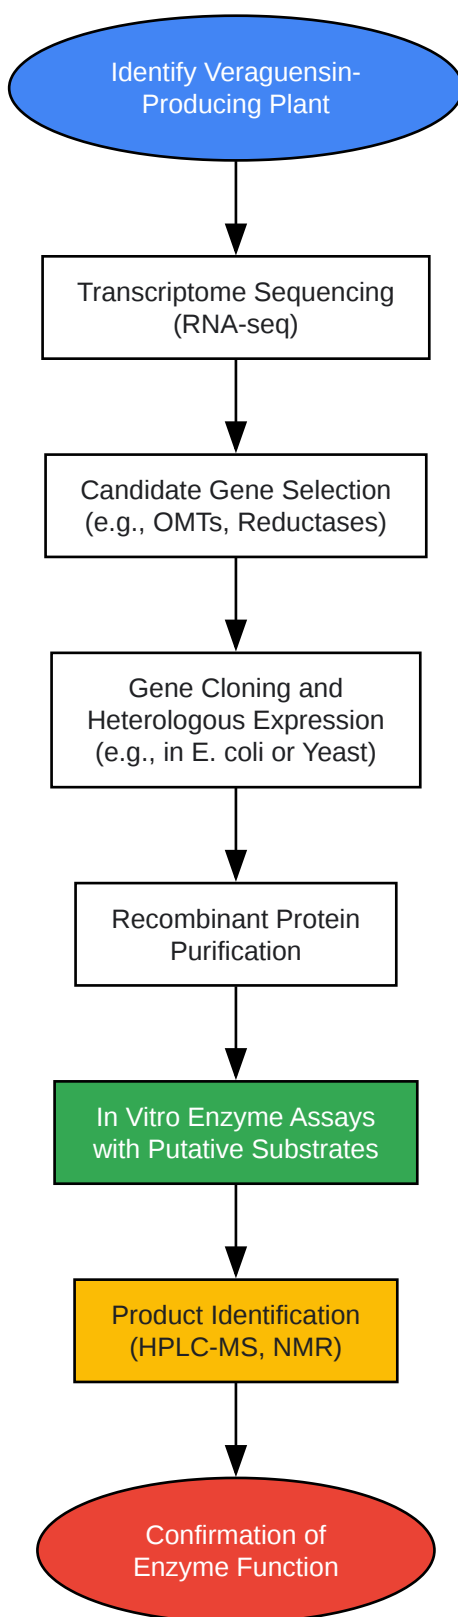 Identify Veraguensin-
Producing Plant
Transcriptome Sequencing
(RNA-seq)
Candidate Gene Selection
(e.g., OMTs, Reductases)
Gene Cloning and
Heterologous Expression
(e.g., in E. coli or Yeast)
Recombinant Protein
Purification
In Vitro Enzyme Assays
with Putative Substrates
Product Identification
(HPLC-MS, NMR)
Confirmation of
Enzyme Function